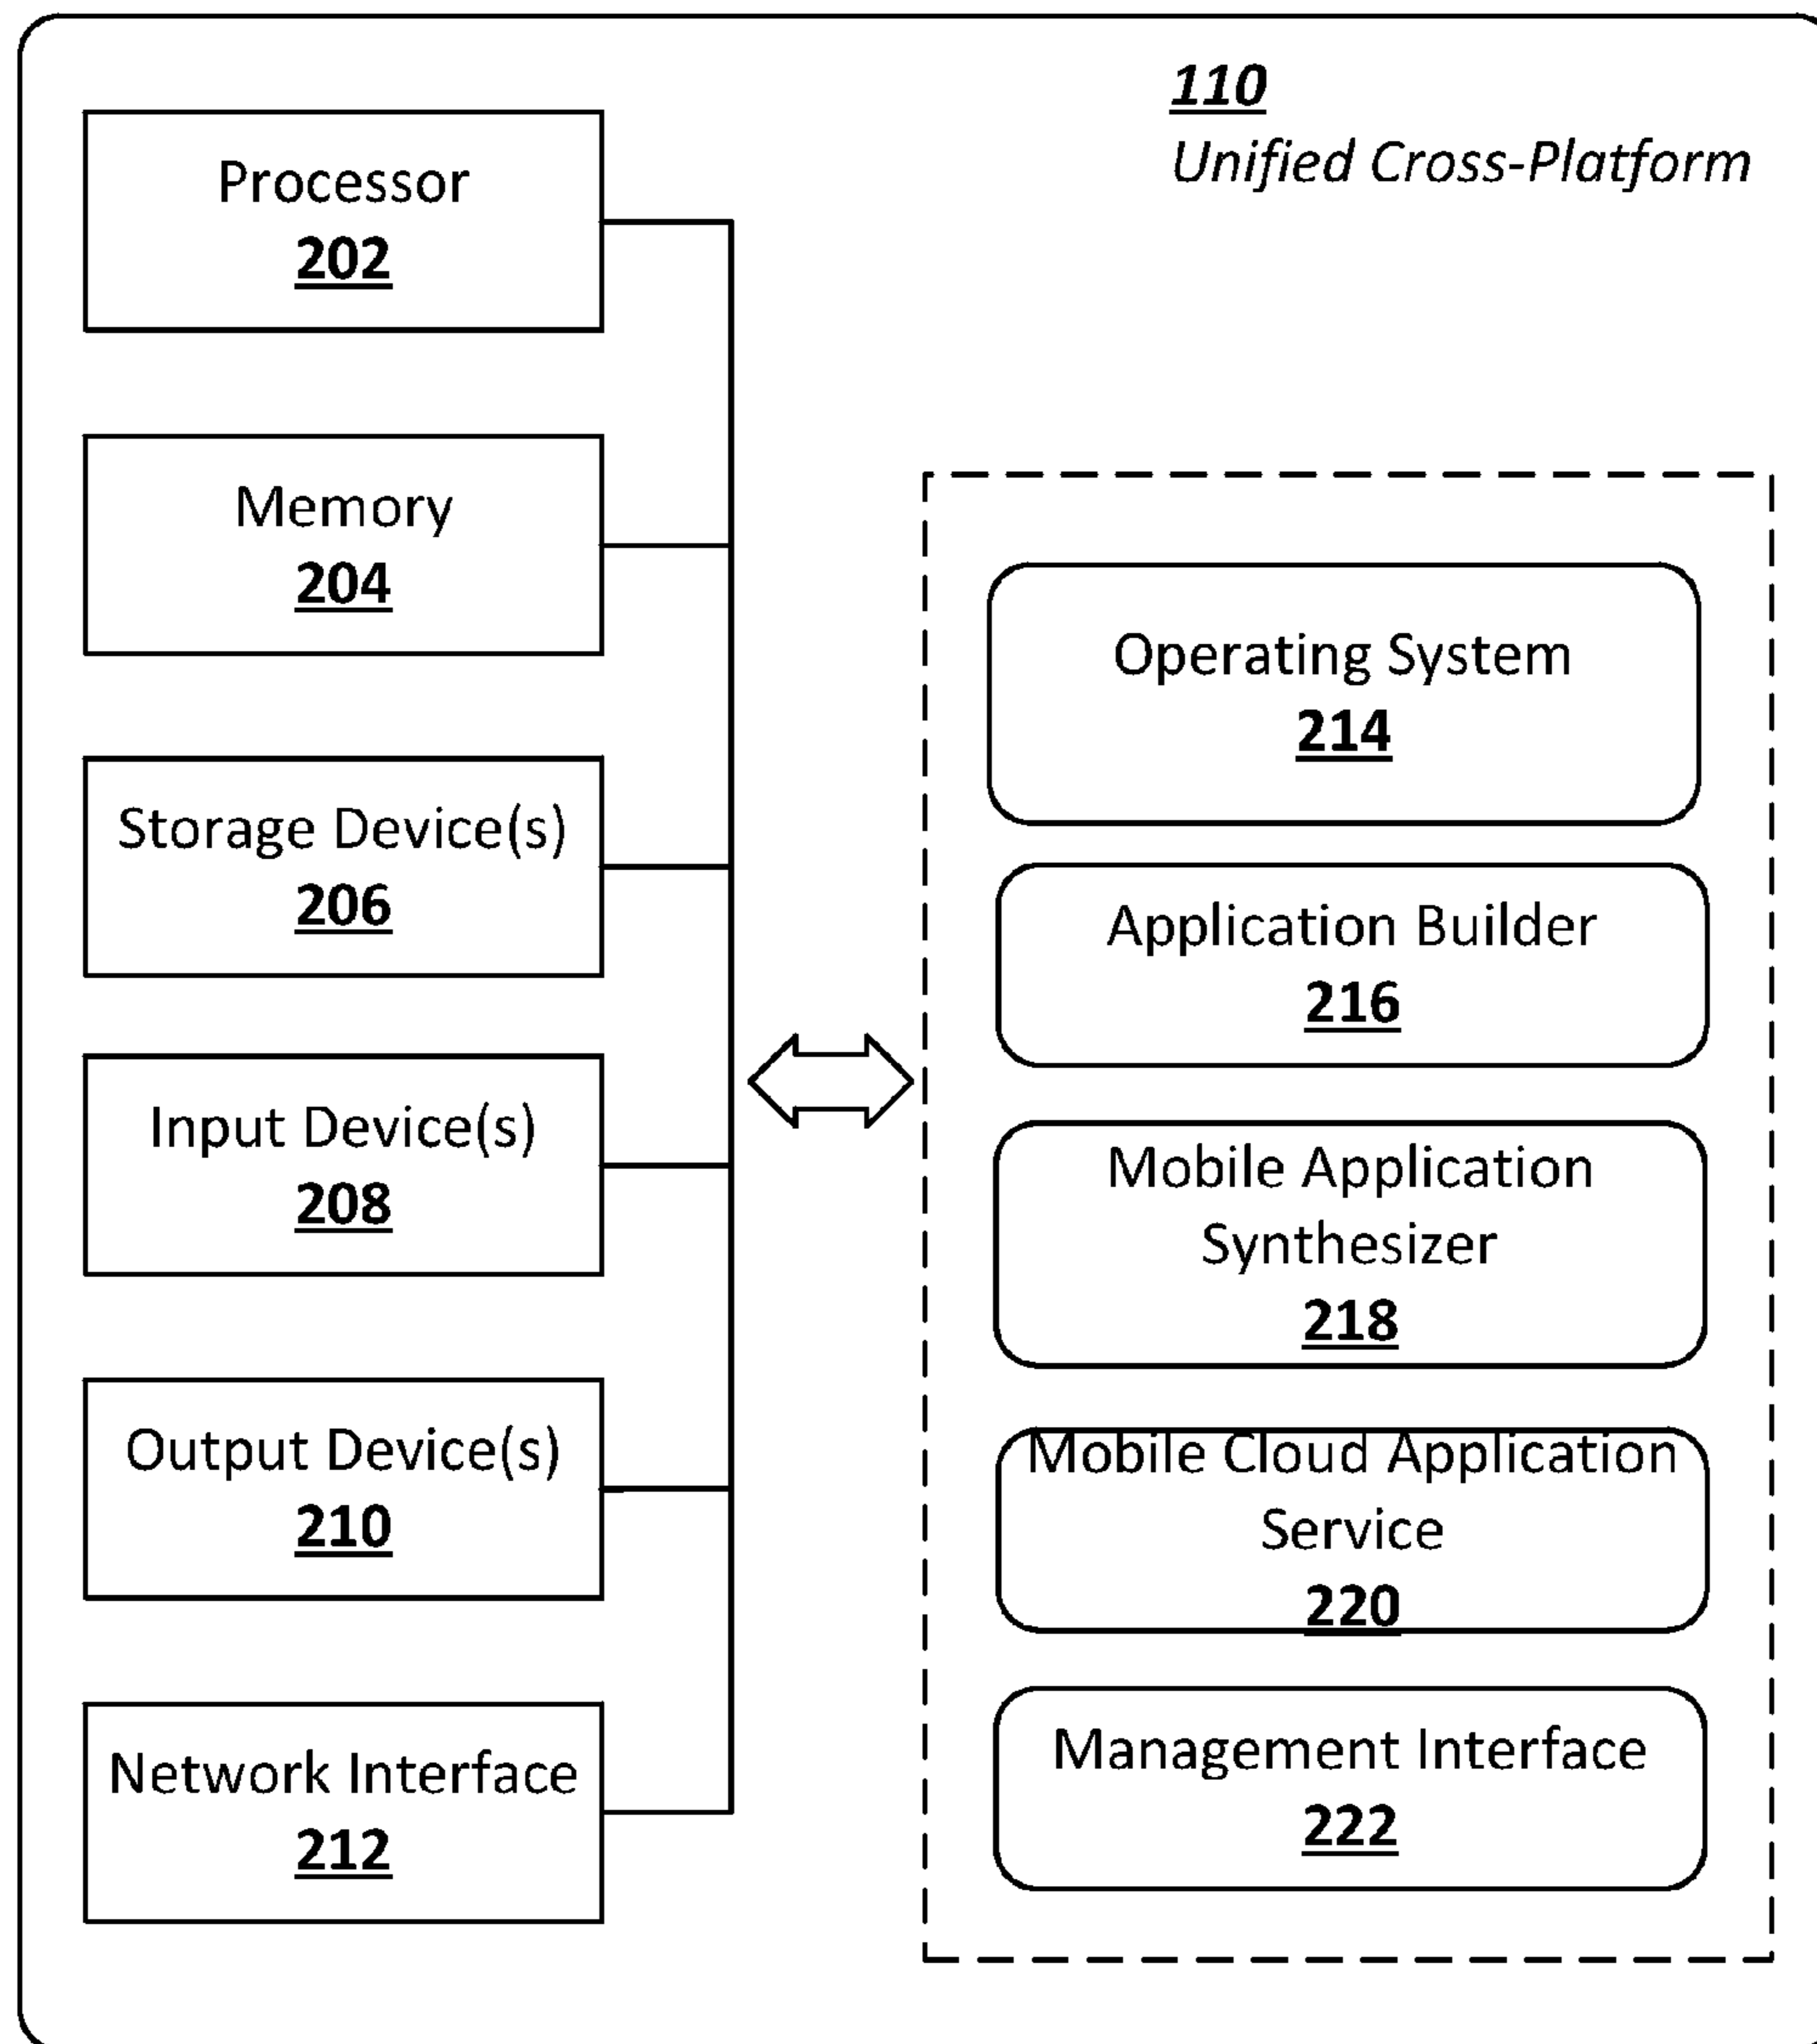 110
Unified Cross-Platform
Processor
202
Memory
204
Storage Device(s)
206
Input Device(s)
208
Output Device(s)
210
Network Interface
212
Operating System
214
Application Builder
216
Mobile Application
Synthesizer
218
Mobile Cloud Application
Service
220
Management Interface
222